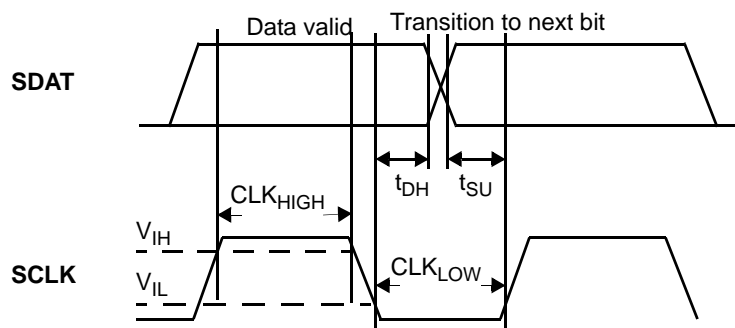 Data valid
Transition to next bit
SDAT
tDH
tSU
CLKHIGH
VIH
CLKLOW
SCLK
VIL